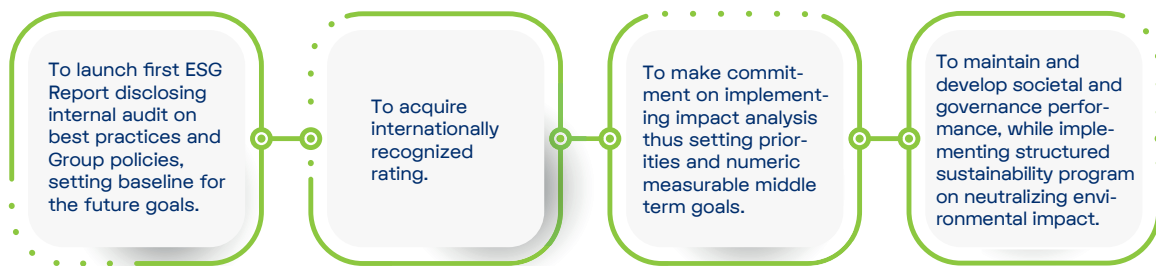 To launch first ESG
Report disclosing
internal audit on
best practices and
Group policies,
setting baseline for
the future goals.
To acquire
internationally
recognized
rating.
To make commit-
ment on implement-
ing impact analysis
thus setting prior-
ities and numeric
measurable middle
term goals.
To maintain and
develop societal and
governance perfor-
mance, while imple-
menting structured
sustainability program
on neutralizing envi-
ronmental impact.